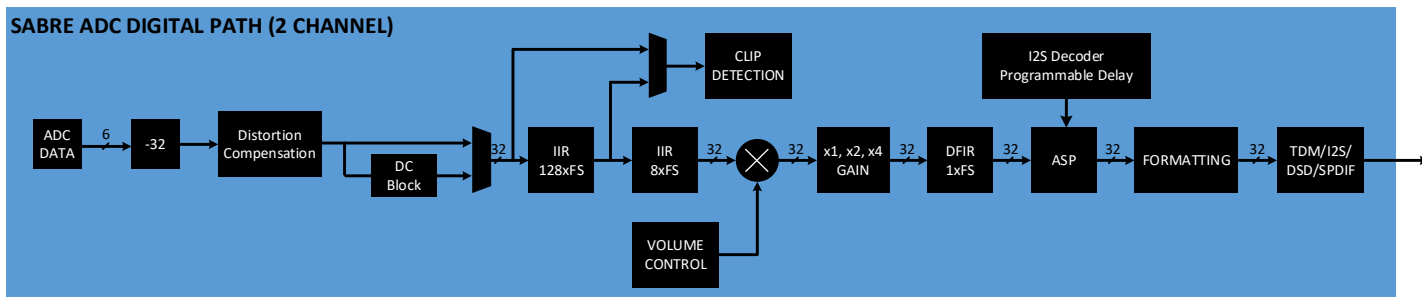 SABRE ADC DIGITAL PATH (2 CHANNEL)
CLIP
DETECTION
I2S Decoder
Programmable Delay
ADC
DATA
6
-32
Distortion
Compensation
DC
Block
32
IIR
128xFS
IIR
8xFS
32
32
x1, x2, x4
GAIN
32
DFIR
1xFS
32
ASP
32
FORMATTING
32
TDM/I2S/
DSD/SPDIF
VOLUME
CONTROL